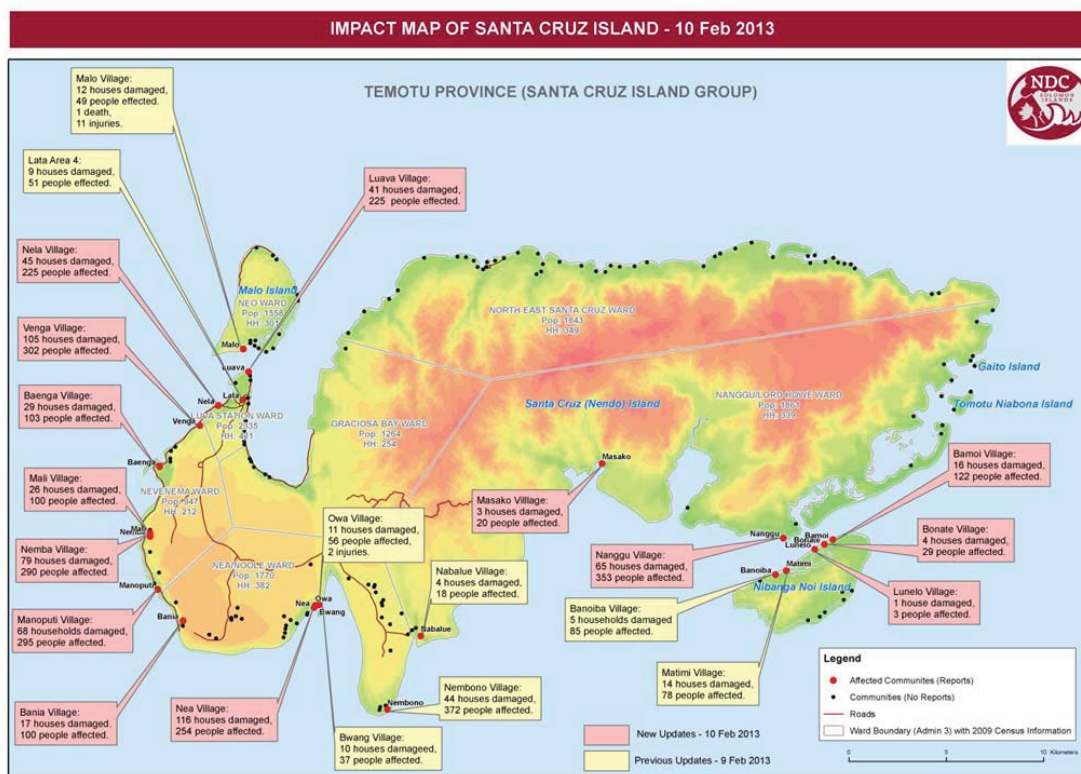 IMPACT MAP OF SANTA CRUZ ISLAND - 10 Feb 2013
TEMOTU PROVINCE (SANTA CRUZ ISLAND GROUP)
NDC
SOLOMON
ISLANDS
Malo Village:
12 houses damaged,
49 people effected.
1 death,
11 injuries.
Lata Area 4:
9 houses damaged,
51 people effected.
Luava Village:
41 houses damaged,
225 people effected.
Nela Village:
45 houses damaged,
225 people affected.
Venga Village:
105 houses damaged,
302 people affected.
Baenga Village:
29 houses damaged,
103 people affected.
Mali Village:
26 houses damaged,
100 people affected.
Nemba Village:
79 houses damaged,
290 people affected.
Manoputi Village:
68 households damaged,
295 people affected.
Bania Village:
17 houses damaged,
100 people affected.
Nea Village:
116 houses damaged,
254 people affected.
Bwang Village:
10 houses damageed,
37 people affected.
Owa Village:
11 houses damaged,
56 people affected,
2 injuries.
Nabalue Village:
4 houses damaged,
18 people affected.
Nembono Village:
44 houses damaged,
372 people affected.
Masako Villlage:
3 houses damaged,
20 people affected.
Nanggu Village:
65 houses damaged,
353 people affected.
Banoiba Village:
5 households damaged
85 people affected.
Matimi Village:
14 houses damaged,
78 people affected.
Bamoi Village:
16 houses damaged,
122 people affected.
Bonate Village:
4 houses damaged,
29 people affected.
Lunelo Village:
1 house damaged,
3 people affected.
Malo Island
NEO WARD
Pop: 1558
HH: 301
Malo
Luava
Lata
Nela
Venga
LUVA STATION WARD
Pop: 2335
HH: 421
Baenga
NEVENEMA WARD
Pop: 947
HH: 212
Mali
Nemba
Manoputi
Bania
NEA/NOOLE WARD
Pop: 1770
HH: 382
Nea
Owa
Bwang
GRACIOSA BAY WARD
Pop: 1264
HH: 254
NORTH EAST SANTA CRUZ WARD
Pop: 1843
HH: 349
Santa Cruz (Nendo) Island
NANGGU/LORD HOWE WARD
Pop: 1861
HH: 339
Gaito Island
Tomotu Niabona Island
Masako
Nabalue
Nembono
Nanggu
Bamoi
Bonate
Lunelo
Matimi
Banoiba
Nibanga Noi Island
New Updates - 10 Feb 2013
Previous Updates - 9 Feb 2013
Legend
Affected Communites (Reports)
Communities (No Reports)
Roads
Ward Boundary (Admin 3) with 2009 Census Information
0 5 10 Kilometers